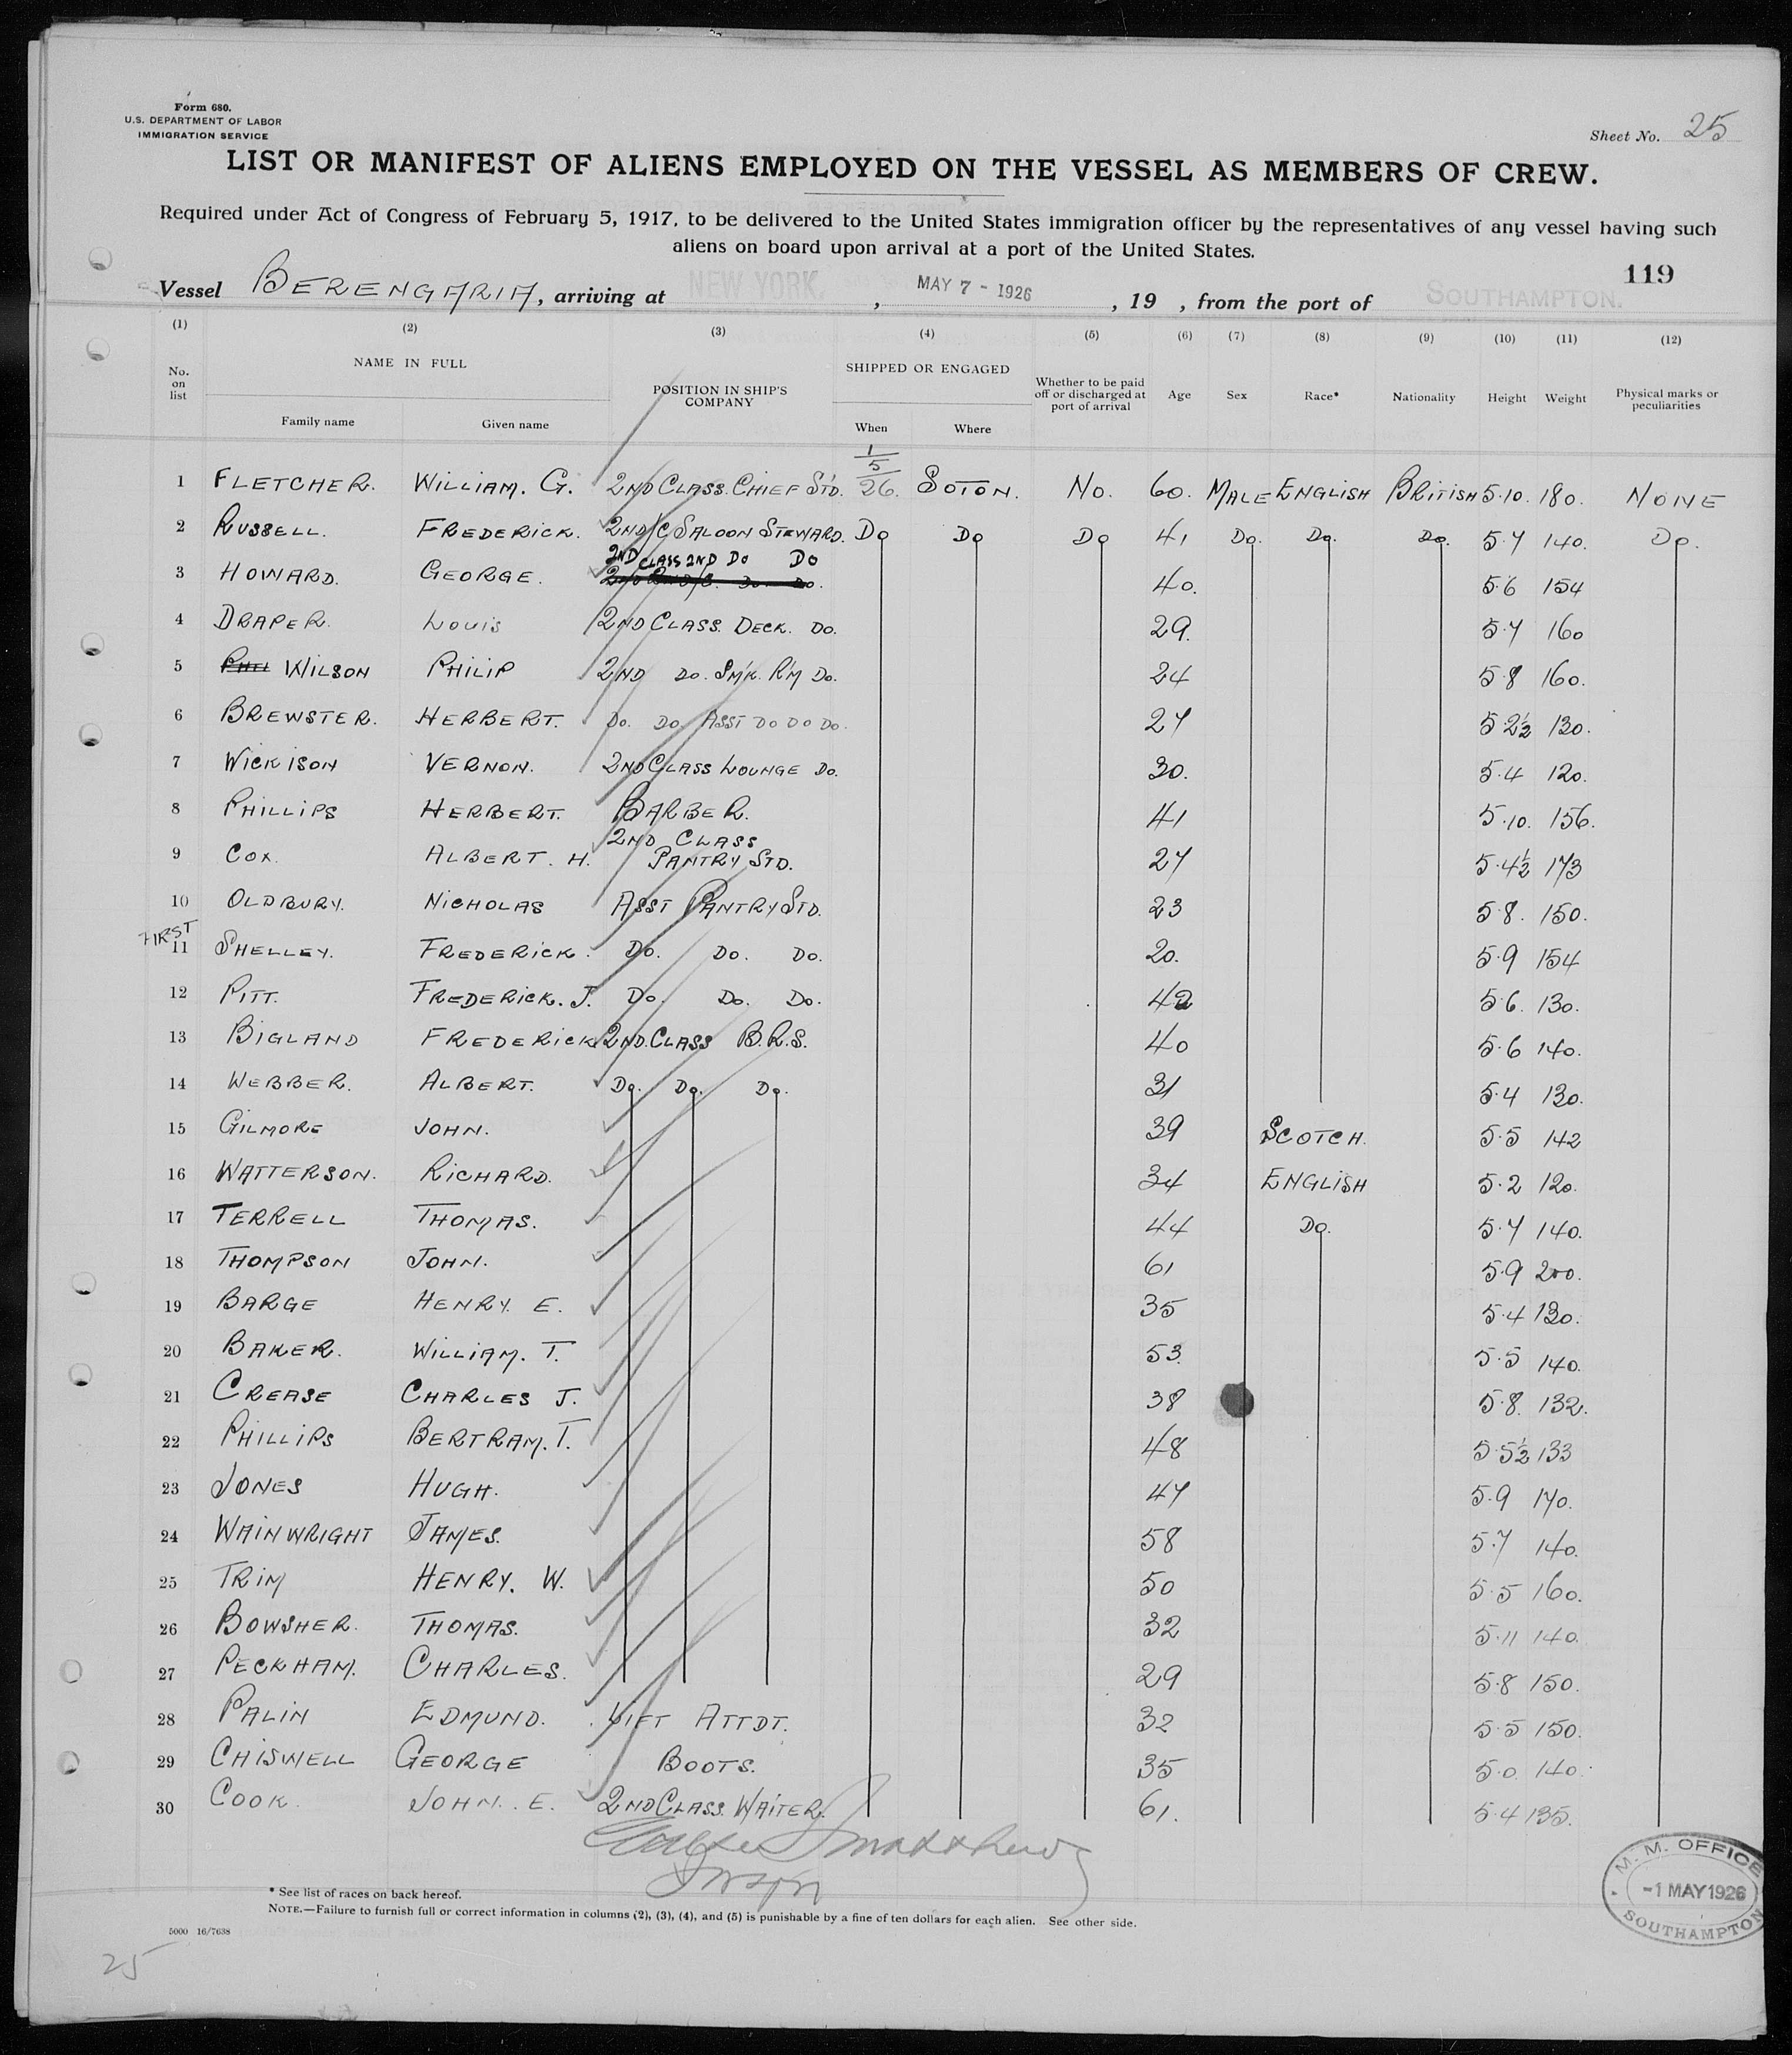 Form 680.
U.S. DEPARTMENT OF LABOR
IMMIGRATION SERVICE
Sheet No. 25
LIST OR MANIFEST OF ALIENS EMPLOYED ON THE VESSEL AS MEMBERS OF CREW.
Required under Act of Congress of February 5, 1917, to be delivered to the United States immigration officer by the representatives of any vessel having such
aliens on board upon arrival at a port of the United States.
119
Vessel BERENGARIA, arriving at NEW YORK, , MAY 7 - 1926 , 19 , from the port of SOUTHAMPTON.
(1) (2) (3) (4) (5) (6) (7) (8) (9) (10) (11) (12)
No. on list NAME IN FULL Family name Given name POSITION IN SHIP'S COMPANY SHIPPED OR ENGAGED When Where Whether to be paid off or discharged at port of arrival Age Sex Race* Nationality Height Weight Physical marks or peculiarities
1 FLETCHER. WILLIAM. G. 2ND CLASS. CHIEF STD. 1/5/26. SOTON. NO. 60. MALE ENGLISH BRITISH 5.10. 180. NONE
2 RUSSELL. FREDERICK. 2ND/C SALOON STEWARD. DO DO DO 41 DO. DO. DO. 5.7 140. DO.
3 HOWARD. GEORGE. 2ND CLASS 2ND DO DO 40. 5.6 154
4 DRAPER. LOUIS 2ND CLASS. DECK. DO. 29. 5.7 160
5 PHIL WILSON PHILIP 2ND DO. SM'K. R'M DO. 24 5.8 160.
6 BREWSTER. HERBERT. DO. DO. ASST DO DO DO. 27 5.2½ 130.
7 WICKISON VERNON. 2ND CLASS LOUNGE DO. 30. 5.4 120.
8 PHILLIPS HERBERT. BARBER. 41 5.10. 156.
9 COX. ALBERT. H. 2ND CLASS PANTRY STD. 27 5.4½ 173
10 OLDBURY. NICHOLAS ASST PANTRY STD. 23 5.8. 150.
FIRST
11 SHELLEY. FREDERICK. DO. DO. DO. 20. 5.9 154
12 PITT. FREDERICK. J. DO. DO. DO. 42 5.6. 130.
13 BIGLAND FREDERICK 2ND. CLASS B.R.S. 40 5.6 140.
14 WEBBER. ALBERT. DO. DO. DO. 31 5.4 130.
15 GILMORE JOHN. 39 SCOTCH. 5.5 142
16 WATTERSON. RICHARD. 34 ENGLISH 5.2 120.
17 TERRELL THOMAS. 44 DO. 5.7 140.
18 THOMPSON JOHN. 61 5.9 200.
19 BARGE HENRY E. 35 5.4 130.
20 BAKER. WILLIAM. T. 53. 5.5 140.
21 CREASE CHARLES J. 38 5.8. 132.
22 PHILLIPS BERTRAM. T. 48 5.5½ 133
23 JONES HUGH. 47 5.9 170.
24 WAINWRIGHT JAMES. 58 5.7 140.
25 TRIM HENRY. W. 50 5.5 160.
26 BOWSHER. THOMAS. 32 5.11 140.
27 PECKHAM. CHARLES. 29 5.8 150.
28 PALIN EDMUND. LIFT ATTDT. 32 5.5 150.
29 CHISWELL GEORGE BOOTS. 35 5.0. 140.
30 COOK. JOHN. E. 2ND CLASS. WAITER. 61. 5.4 135.
* See list of races on back hereof.
NOTE.—Failure to furnish full or correct information in columns (2), (3), (4), and (5) is punishable by a fine of ten dollars for each alien. See other side.
5000 16/7638
25
M. M. OFFICE
-1 MAY 1926
SOUTHAMPTON